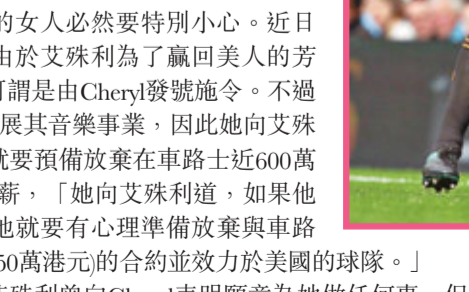 的女人必然要特別小心。近日
由於艾殊利為了贏回美人的芳
可謂是由Cheryl發號施令。不過
展其音樂事業，因此她向艾殊
就要預備放棄在車路士近600萬
薪，「她向艾殊利道，如果他
他就要有心理準備放棄與車路
50萬港元)的合約並效力於美國的球隊。」